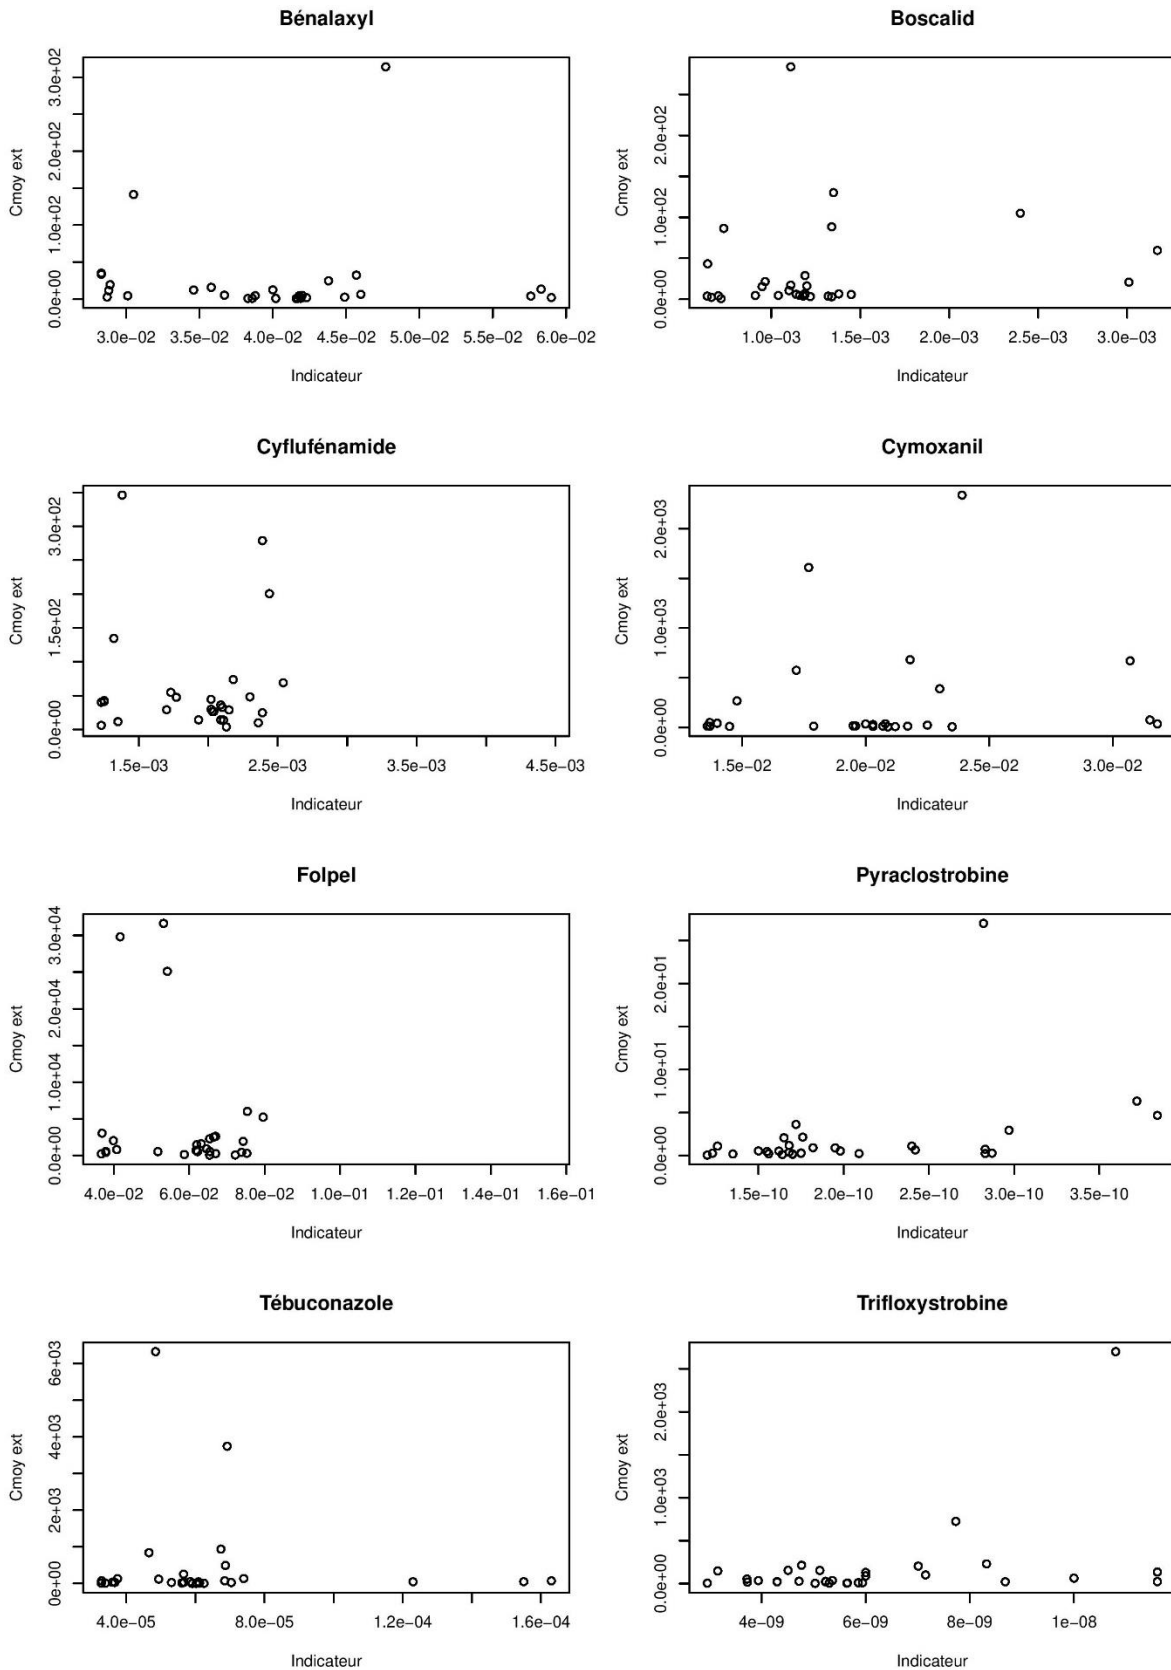 Bénalaxyl
Cmoy ext
0.0e+00 1.0e+02 2.0e+02 3.0e+02
3.0e−02 3.5e−02 4.0e−02 4.5e−02 5.0e−02 5.5e−02 6.0e−02
Indicateur
Boscalid
Cmoy ext
0.0e+00 1.0e+02 2.0e+02
1.0e−03 1.5e−03 2.0e−03 2.5e−03 3.0e−03
Indicateur
Cyflufénamide
Cmoy ext
0.0e+00 1.5e+02 3.0e+02
1.5e−03 2.5e−03 3.5e−03 4.5e−03
Indicateur
Cymoxanil
Cmoy ext
0.0e+00 1.0e+03 2.0e+03
1.5e−02 2.0e−02 2.5e−02 3.0e−02
Indicateur
Folpel
Cmoy ext
0.0e+00 1.0e+04 2.0e+04 3.0e+04
4.0e−02 6.0e−02 8.0e−02 1.0e−01 1.2e−01 1.4e−01 1.6e−01
Indicateur
Pyraclostrobine
Cmoy ext
0.0e+00 1.0e+01 2.0e+01
1.5e−10 2.0e−10 2.5e−10 3.0e−10 3.5e−10
Indicateur
Tébuconazole
Cmoy ext
0e+00 2e+03 4e+03 6e+03
4.0e−05 8.0e−05 1.2e−04 1.6e−04
Indicateur
Trifloxystrobine
Cmoy ext
0.0e+00 1.0e+03 2.0e+03
4e−09 6e−09 8e−09 1e−08
Indicateur